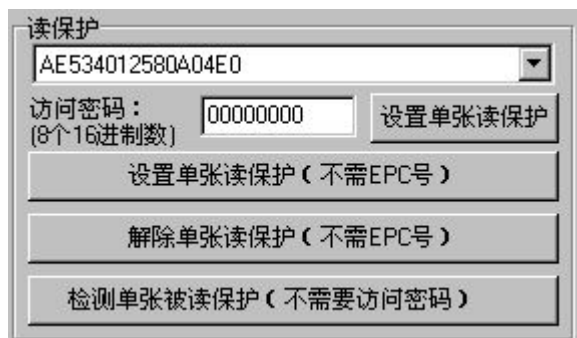 读保护
AE534012580A04E0
访问密码：
(8个16进制数)
00000000
设置单张读保护
设置单张读保护（不需EPC号）
解除单张读保护（不需EPC号）
检测单张被读保护（不需要访问密码）